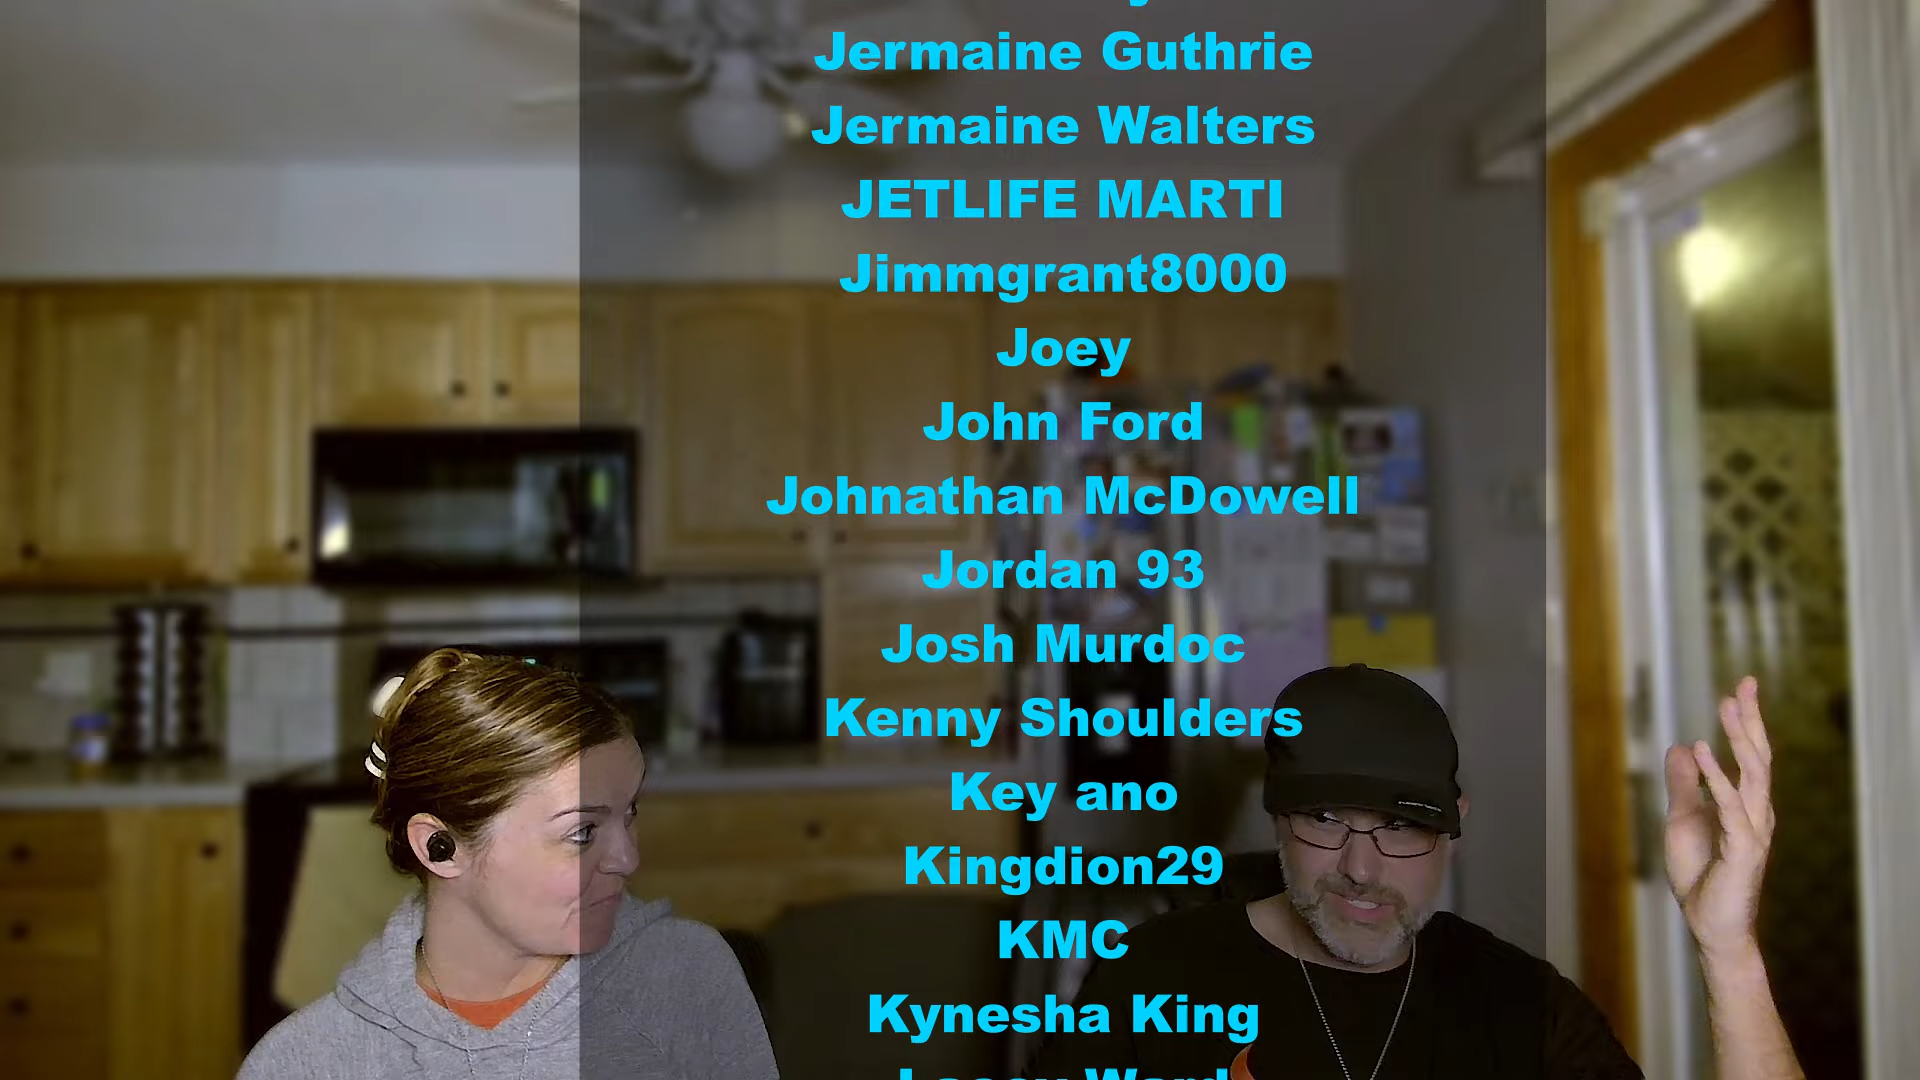 Jermaine Guthrie
Jermaine Walters
JETLIFE MARTI
Jimmgrant8000
Joey
John Ford
Johnathan McDowell
Jordan 93
Josh Murdoc
Kenny Shoulders
Key ano
Kingdion29
KMC
Kynesha King